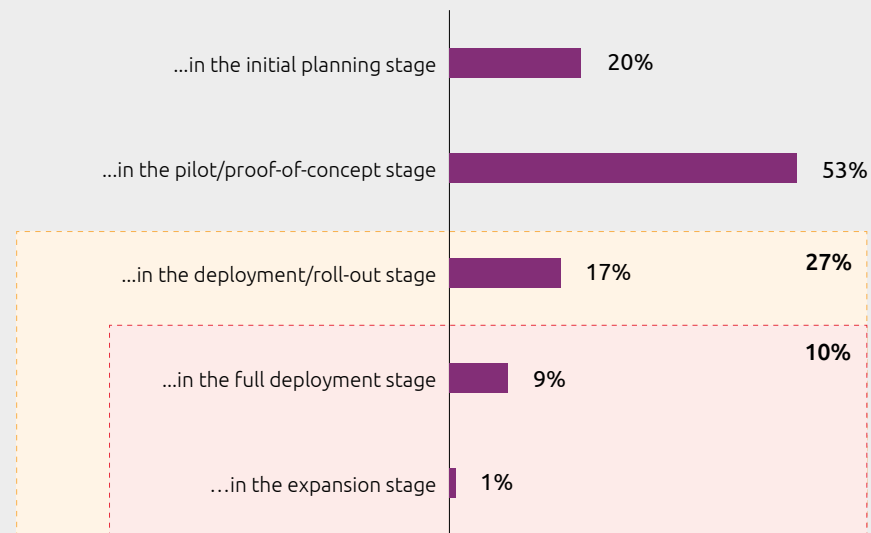 ...in the initial planning stage 20%
...in the pilot/proof-of-concept stage 53%
27%
...in the deployment/roll-out stage 17%
10%
...in the full deployment stage 9%
...in the expansion stage 1%